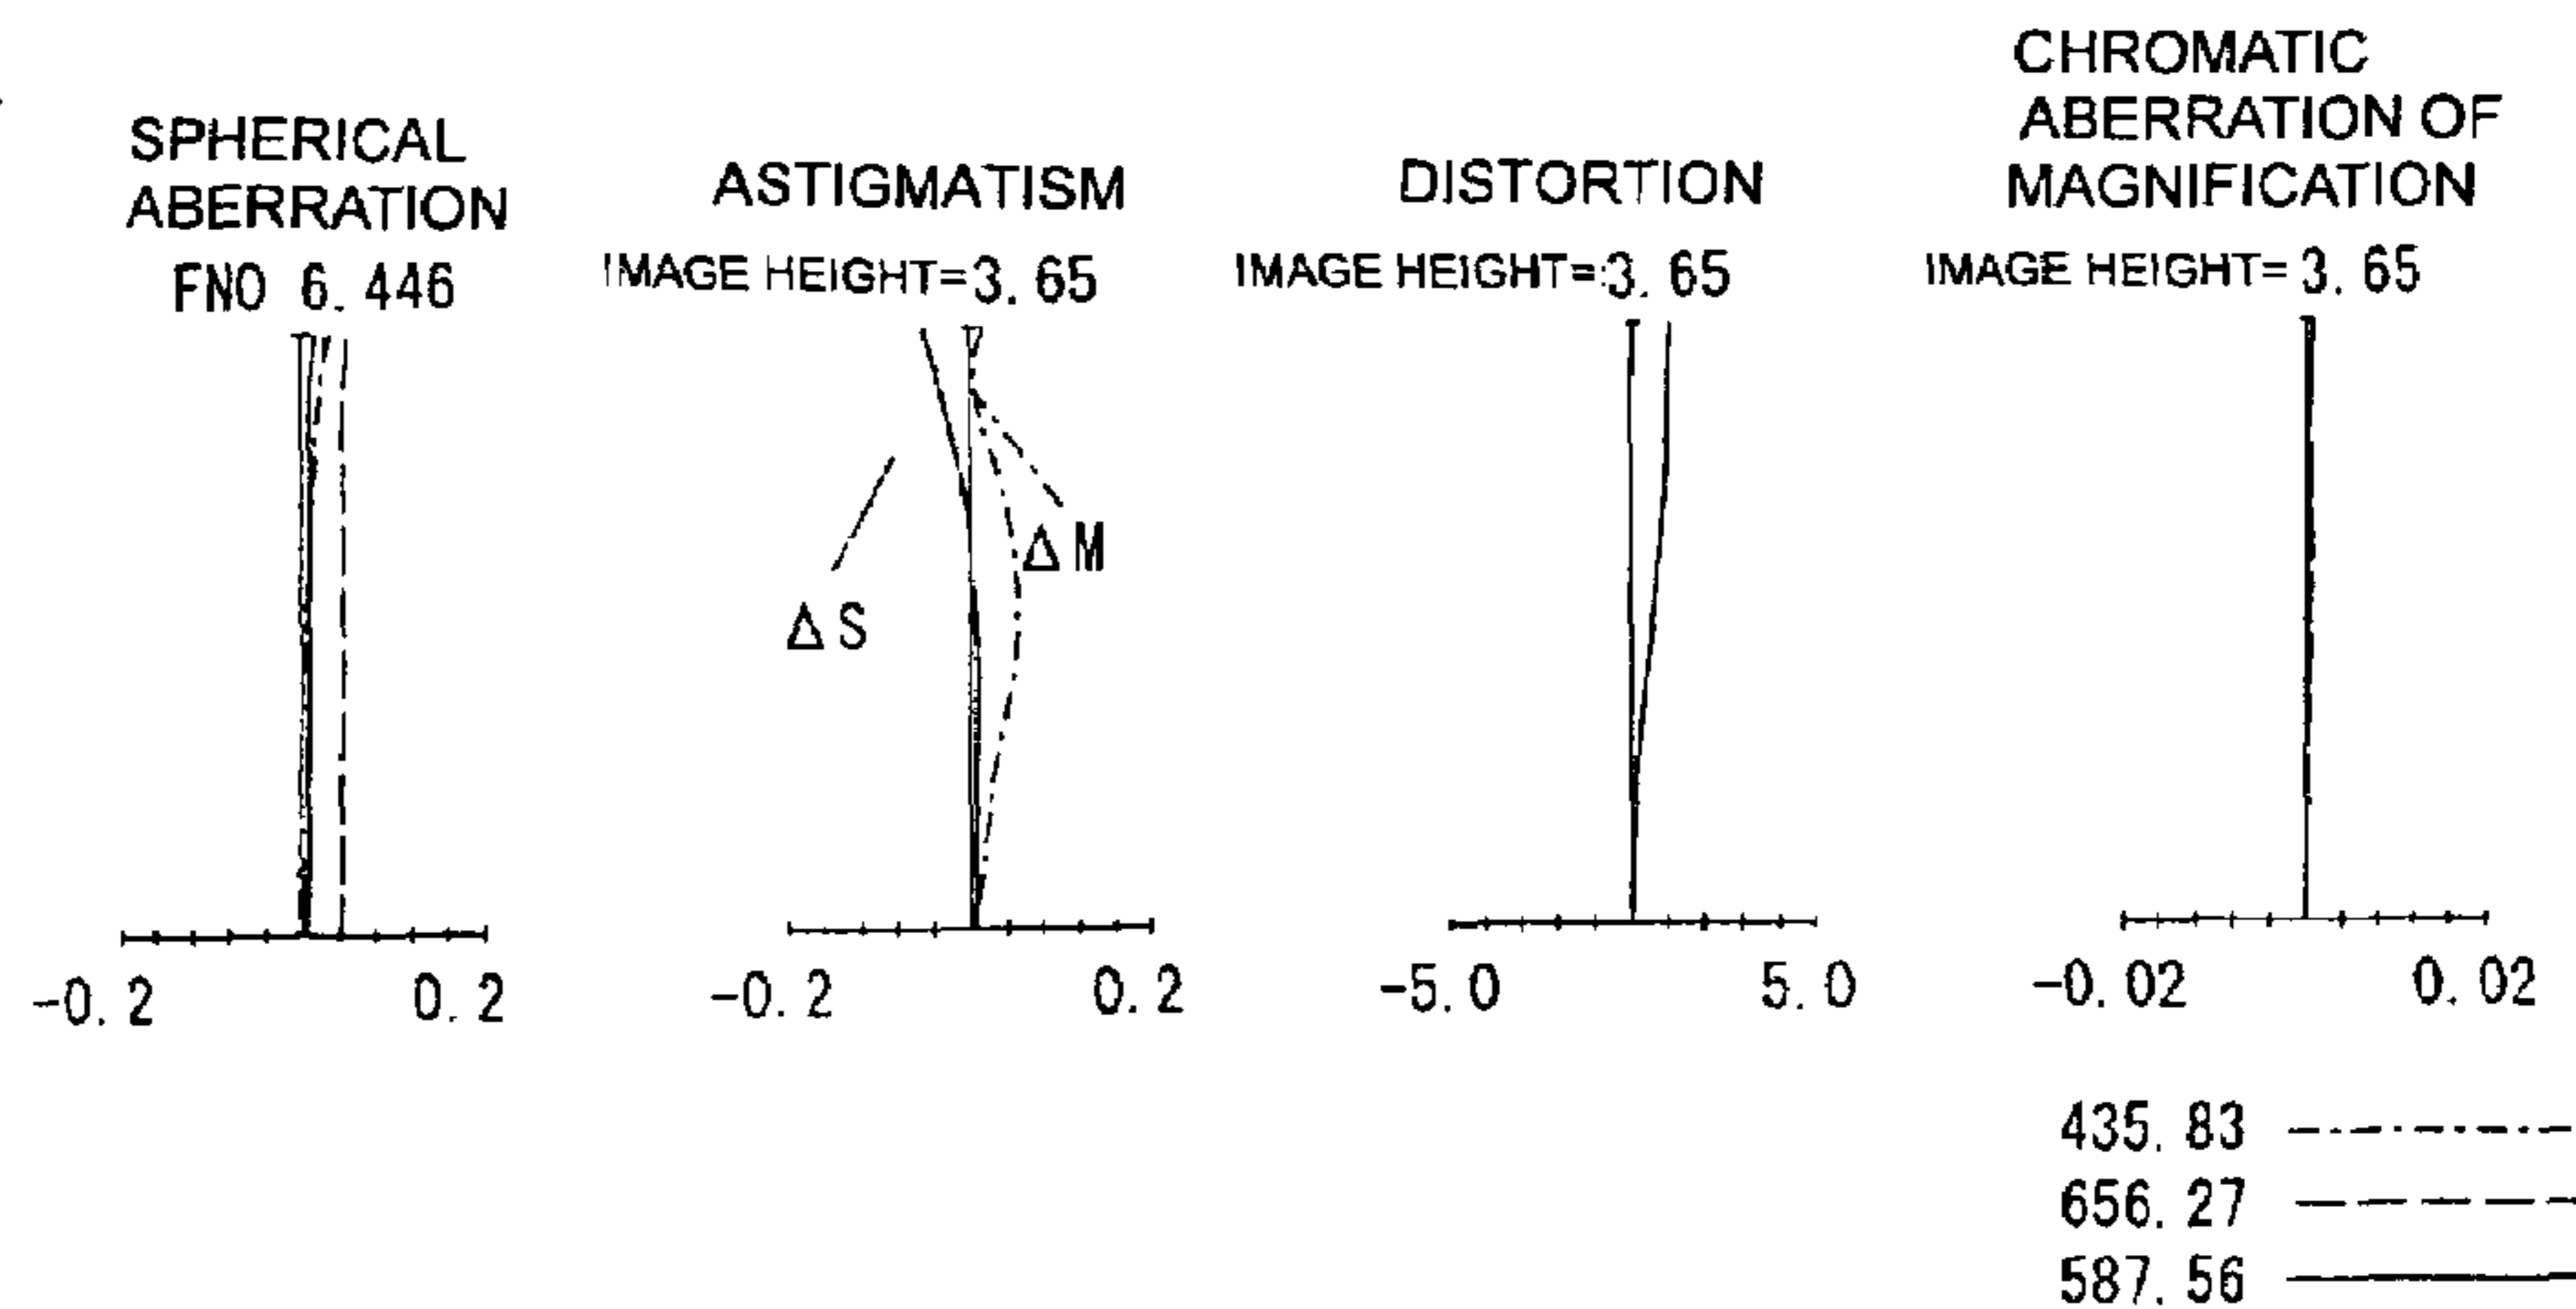 SPHERICAL
ABERRATION
FNO 6.446
ASTIGMATISM
IMAGE HEIGHT=3.65
DISTORTION
IMAGE HEIGHT=3.65
CHROMATIC
ABERRATION OF
MAGNIFICATION
IMAGE HEIGHT=3.65
ΔS
ΔM
-0.2 0.2
-0.2 0.2
-5.0 5.0
-0.02 0.02
435.83
656.27
587.56